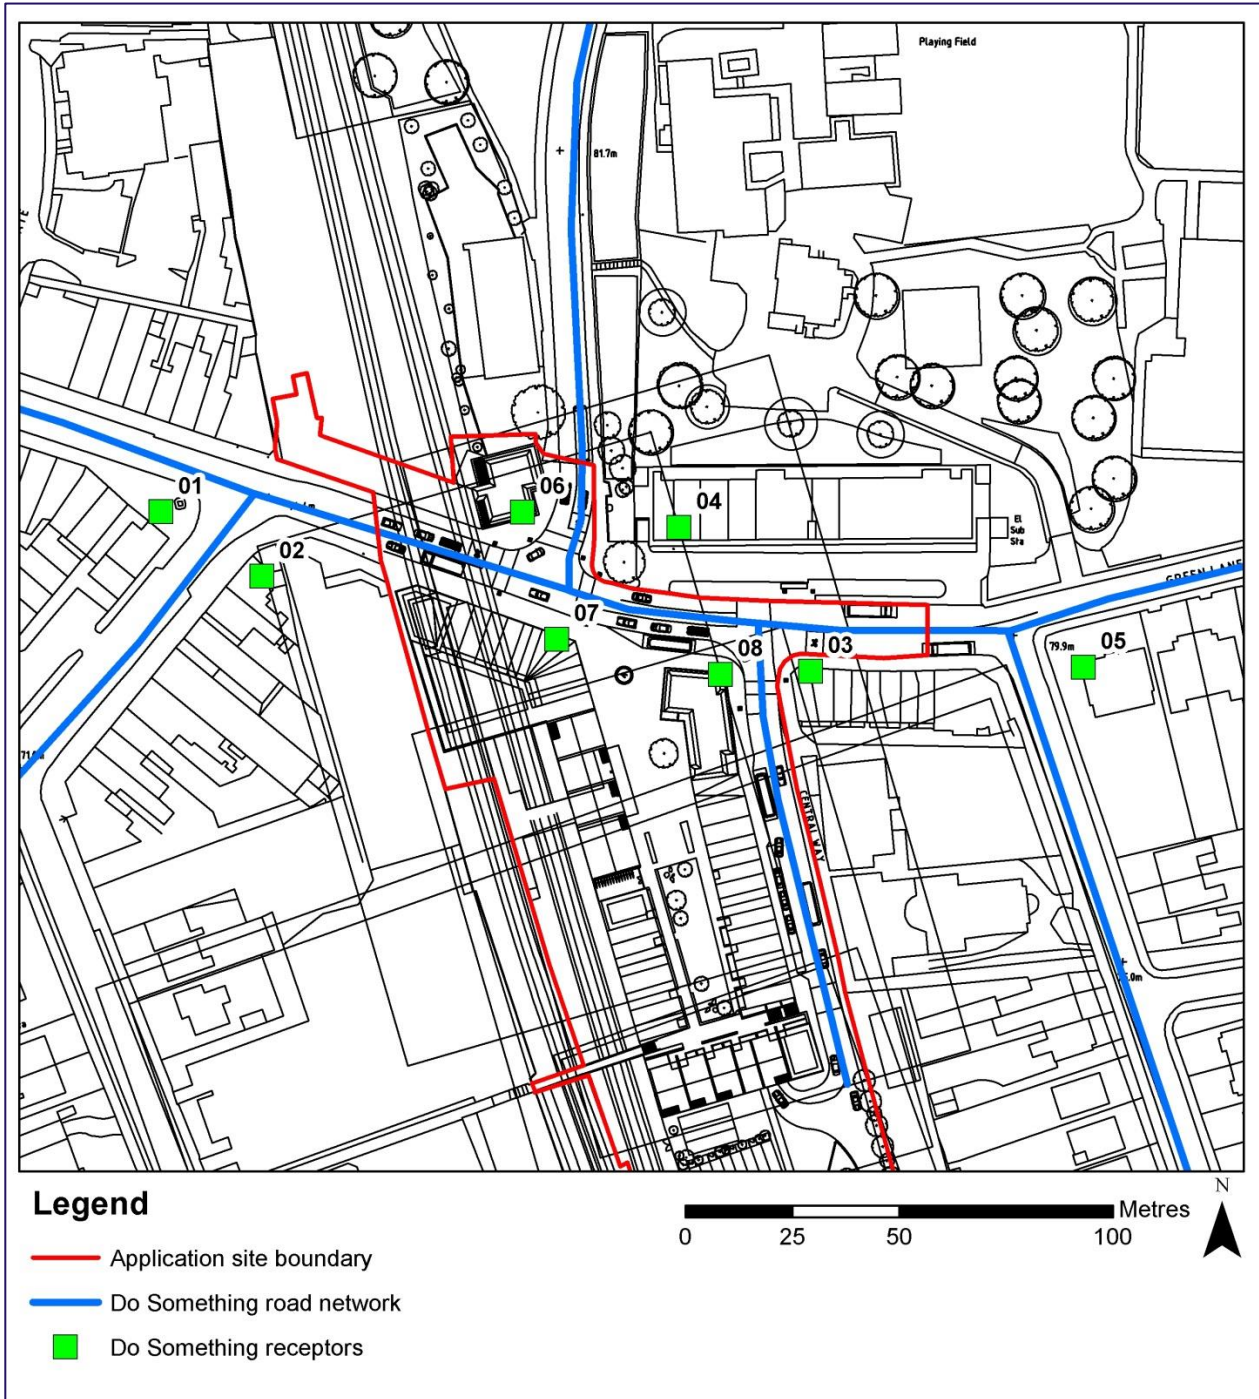 Playing Field
81.7m
01
06
04
El
Sub
Sta
02
GREEN LANE
07
08
03
79.9m
05
CENTRAL WAY
Legend
Metres
N
0
25
50
100
Application site boundary
Do Something road network
Do Something receptors